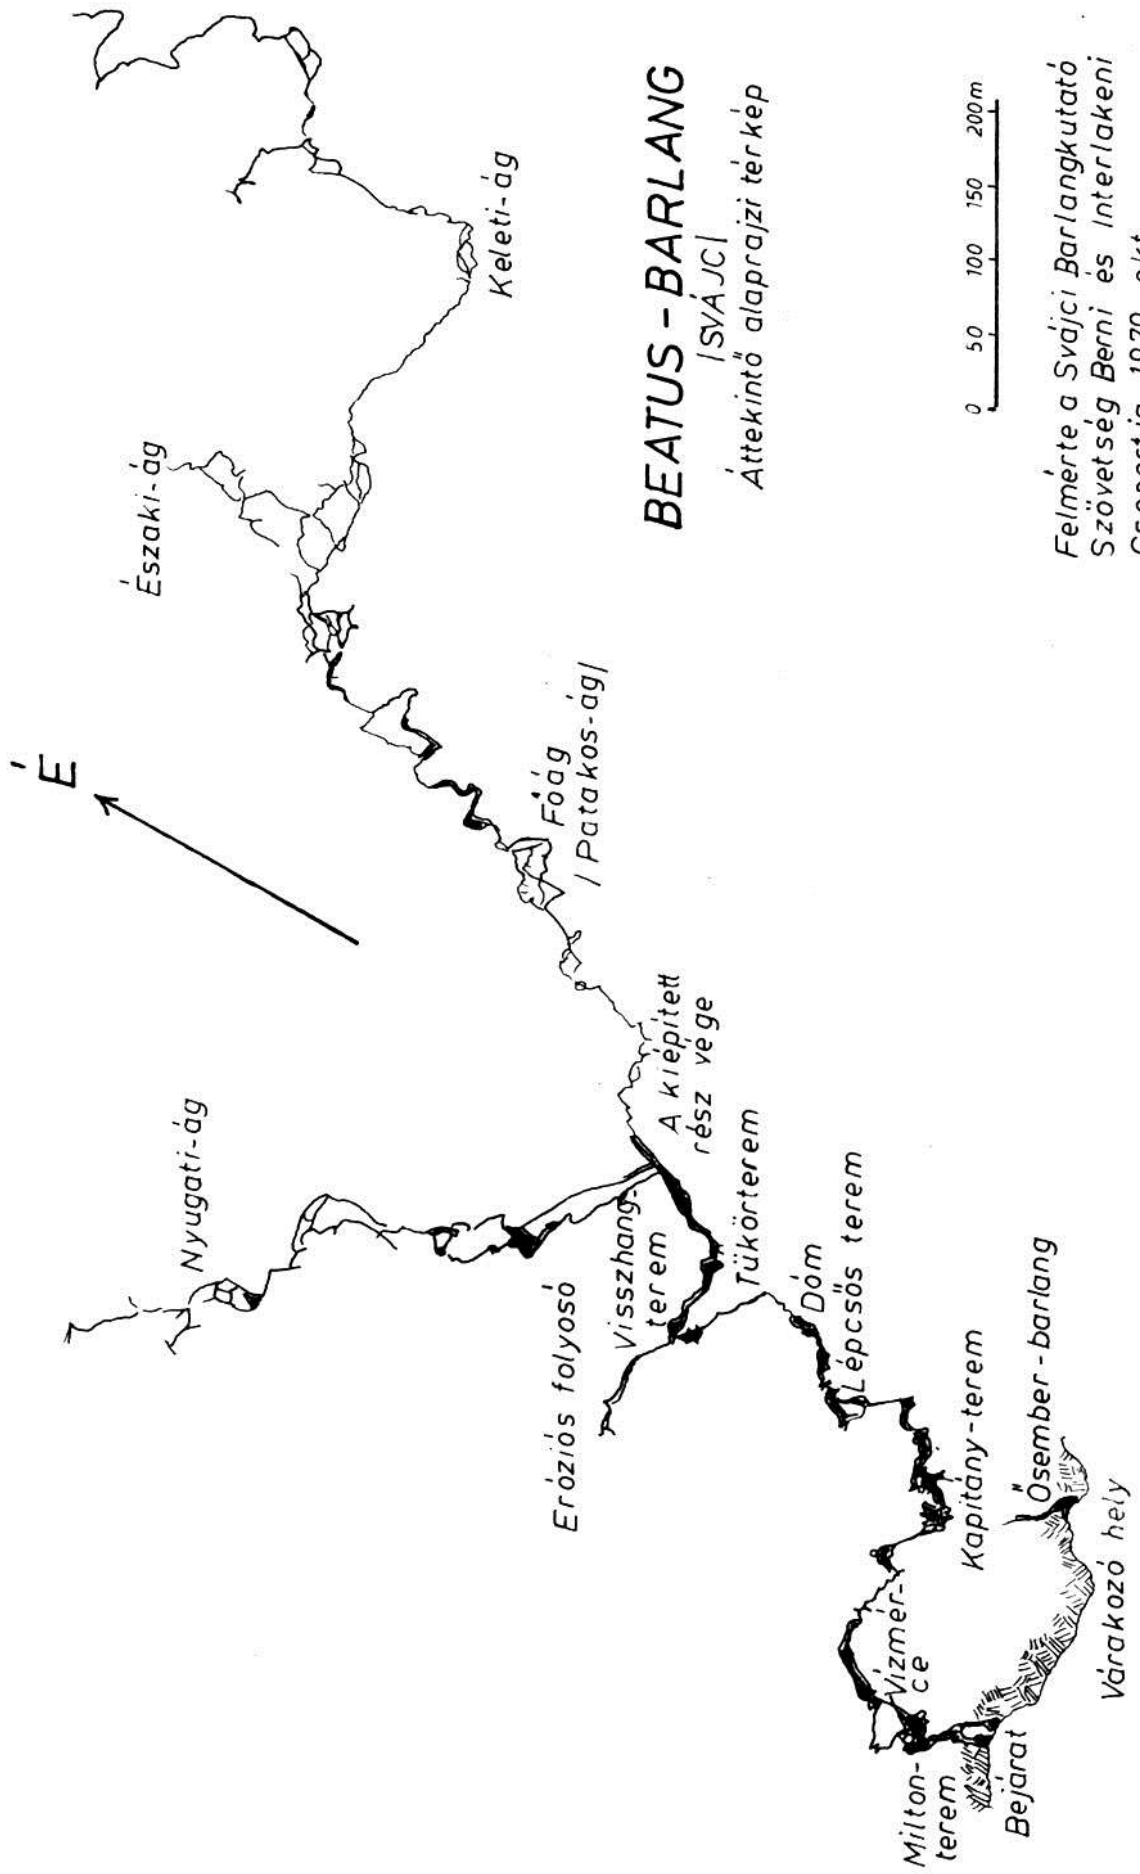 É
Északi-ág
Keleti-ág
Nyugati-ág
Főág
/Patakos-ág/
A kiépített
rész vége
Eróziós folyosó
Visszhang-
terem
Tükörterem
Dóm
Lépcsős terem
Kapitány-terem
Vízmér-
ce
Milton-
terem
Bejárat
Ősember-barlang
Várakozó hely
BEATUS-BARLANG
/SVÁJC/
Áttekintő alaprajzi térkép
0 50 100 150 200m
Felmérte a Svájci Barlangkutató
Szövetség Berni és Interlakeni
1970. okt.